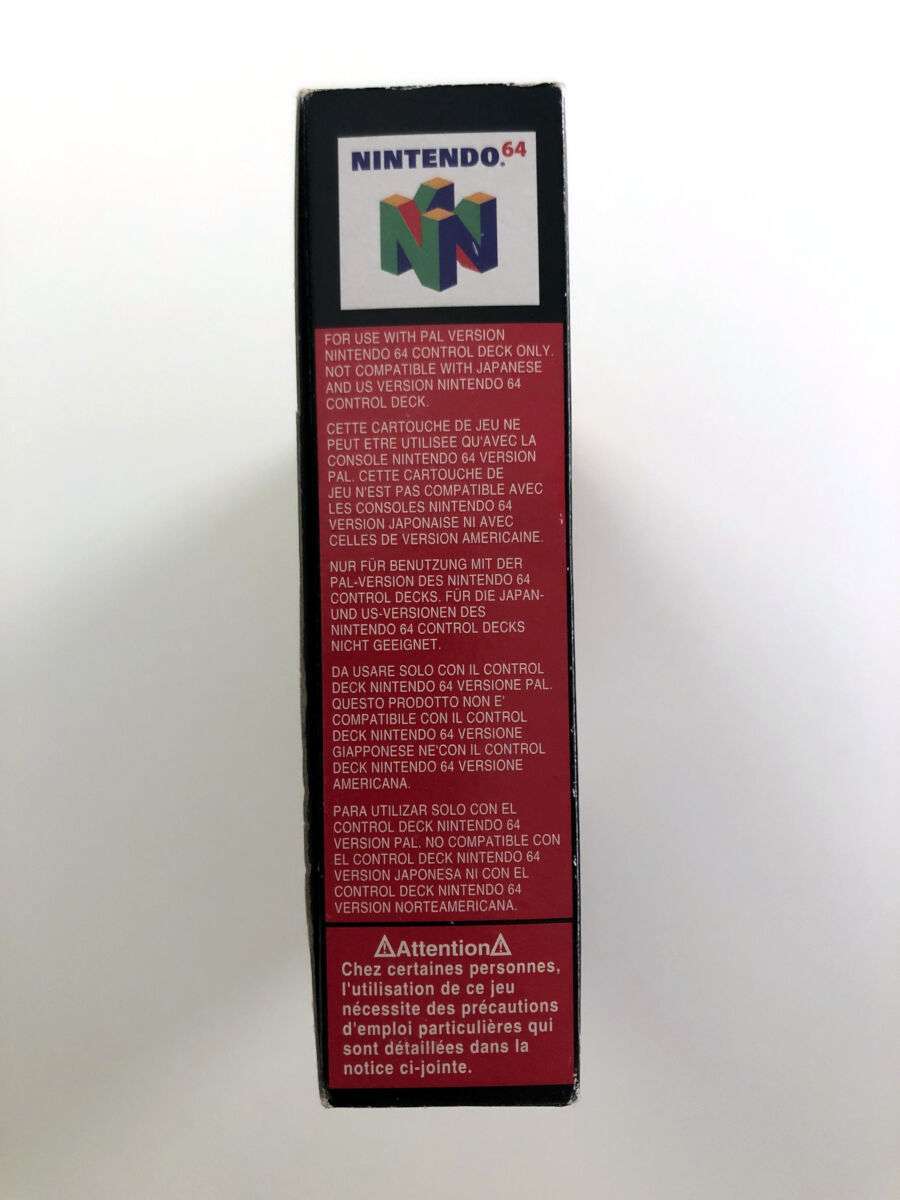 NINTENDO 64
FOR USE WITH PAL VERSION
NINTENDO 64 CONTROL DECK ONLY.
NOT COMPATIBLE WITH JAPANESE
AND US VERSION NINTENDO 64
CONTROL DECK.
CETTE CARTOUCHE DE JEU NE
PEUT ETRE UTILISEE QU'AVEC LA
CONSOLE NINTENDO 64 VERSION
PAL. CETTE CARTOUCHE DE
JEU N'EST PAS COMPATIBLE AVEC
LES CONSOLES NINTENDO 64
VERSION JAPONAISE NI AVEC
CELLES DE VERSION AMERICAINE.
NUR FÜR BENUTZUNG MIT DER
PAL-VERSION DES NINTENDO 64
CONTROL DECKS. FÜR DIE JAPAN-
UND US-VERSIONEN DES
NINTENDO 64 CONTROL DECKS
NICHT GEEIGNET.
DA USARE SOLO CON IL CONTROL
DECK NINTENDO 64 VERSIONE PAL.
QUESTO PRODOTTO NON E'
COMPATIBILE CON IL CONTROL
DECK NINTENDO 64 VERSIONE
GIAPPONESE NE'CON IL CONTROL
DECK NINTENDO 64 VERSIONE
AMERICANA.
PARA UTILIZAR SOLO CON EL
CONTROL DECK NINTENDO 64
VERSION PAL. NO COMPATIBLE CON
EL CONTROL DECK NINTENDO 64
VERSION JAPONESA NI CON EL
CONTROL DECK NINTENDO 64
VERSION NORTEAMERICANA.
⚠Attention⚠
Chez certaines personnes,
l'utilisation de ce jeu
nécessite des précautions
d'emploi particulières qui
sont détaillées dans la
notice ci-jointe.